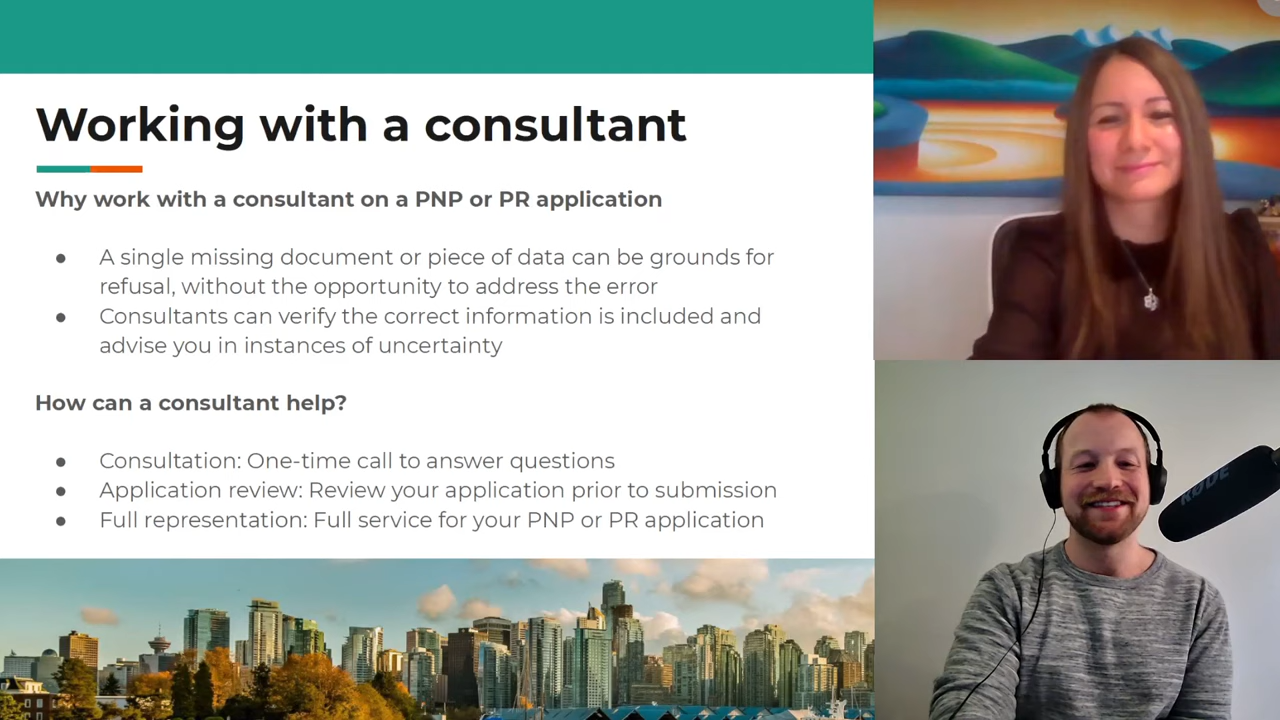 Working with a consultant
Why work with a consultant on a PNP or PR application
● A single missing document or piece of data can be grounds for
refusal, without the opportunity to address the error
● Consultants can verify the correct information is included and
advise you in instances of uncertainty
How can a consultant help?
● Consultation: One-time call to answer questions
● Application review: Review your application prior to submission
● Full representation: Full service for your PNP or PR application
RØDE